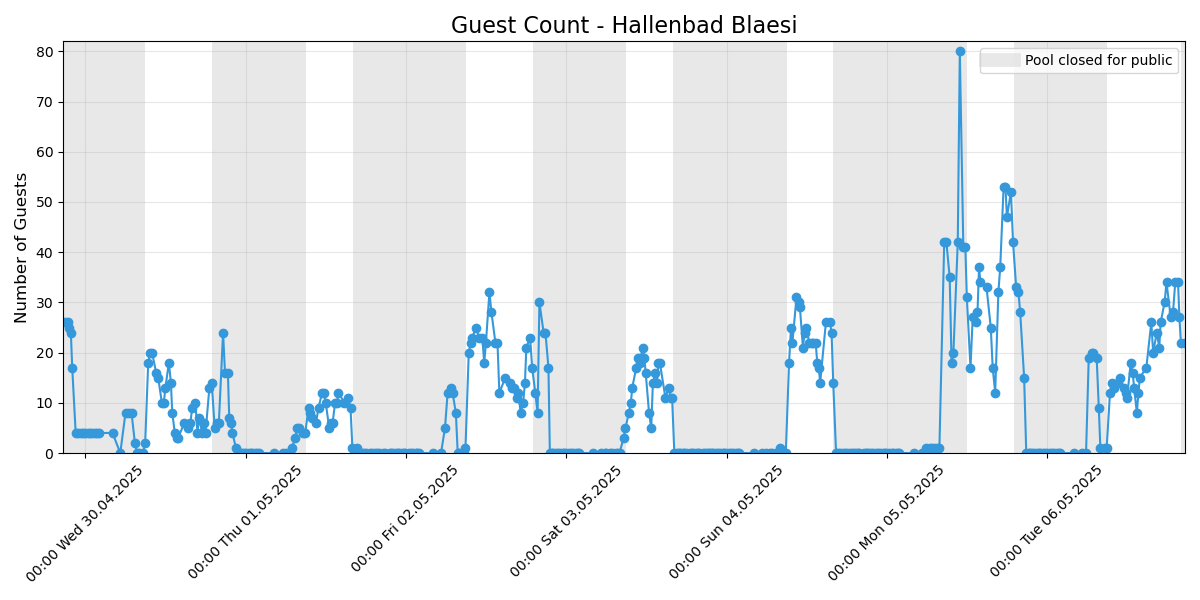 Guest Count - Hallenbad Blaesi
Pool closed for public
Number of Guests
80
70
60
50
40
30
20
10
0
00:00 Wed 30.04.2025
00:00 Thu 01.05.2025
00:00 Fri 02.05.2025
00:00 Sat 03.05.2025
00:00 Sun 04.05.2025
00:00 Mon 05.05.2025
00:00 Tue 06.05.2025